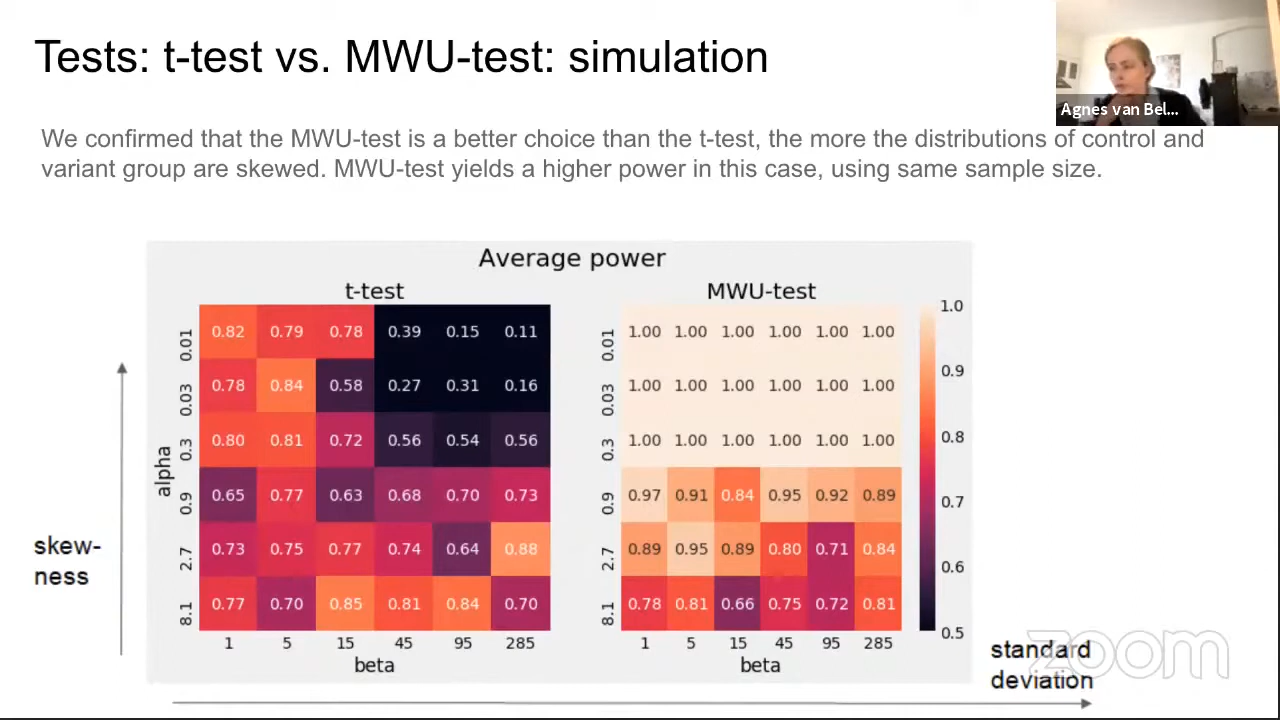 Tests: t-test vs. MWU-test: simulation
Agnes van Bel...
We confirmed that the MWU-test is a better choice than the t-test, the more the distributions of control and
variant group are skewed. MWU-test yields a higher power in this case, using same sample size.
Average power
t-test
0.01 0.82 0.79 0.78 0.39 0.15 0.11
0.03 0.78 0.84 0.58 0.27 0.31 0.16
0.3 0.80 0.81 0.72 0.56 0.54 0.56
0.9 0.65 0.77 0.63 0.68 0.70 0.73
2.7 0.73 0.75 0.77 0.74 0.64 0.88
8.1 0.77 0.70 0.85 0.81 0.84 0.70
1 5 15 45 95 285
alpha
beta
MWU-test
0.01 1.00 1.00 1.00 1.00 1.00 1.00
0.03 1.00 1.00 1.00 1.00 1.00 1.00
0.3 1.00 1.00 1.00 1.00 1.00 1.00
0.9 0.97 0.91 0.84 0.95 0.92 0.89
2.7 0.89 0.95 0.89 0.80 0.71 0.84
8.1 0.78 0.81 0.66 0.75 0.72 0.81
1 5 15 45 95 285
beta
1.0
0.9
0.8
0.7
0.6
0.5
skew-
ness
standard
deviation
zoom